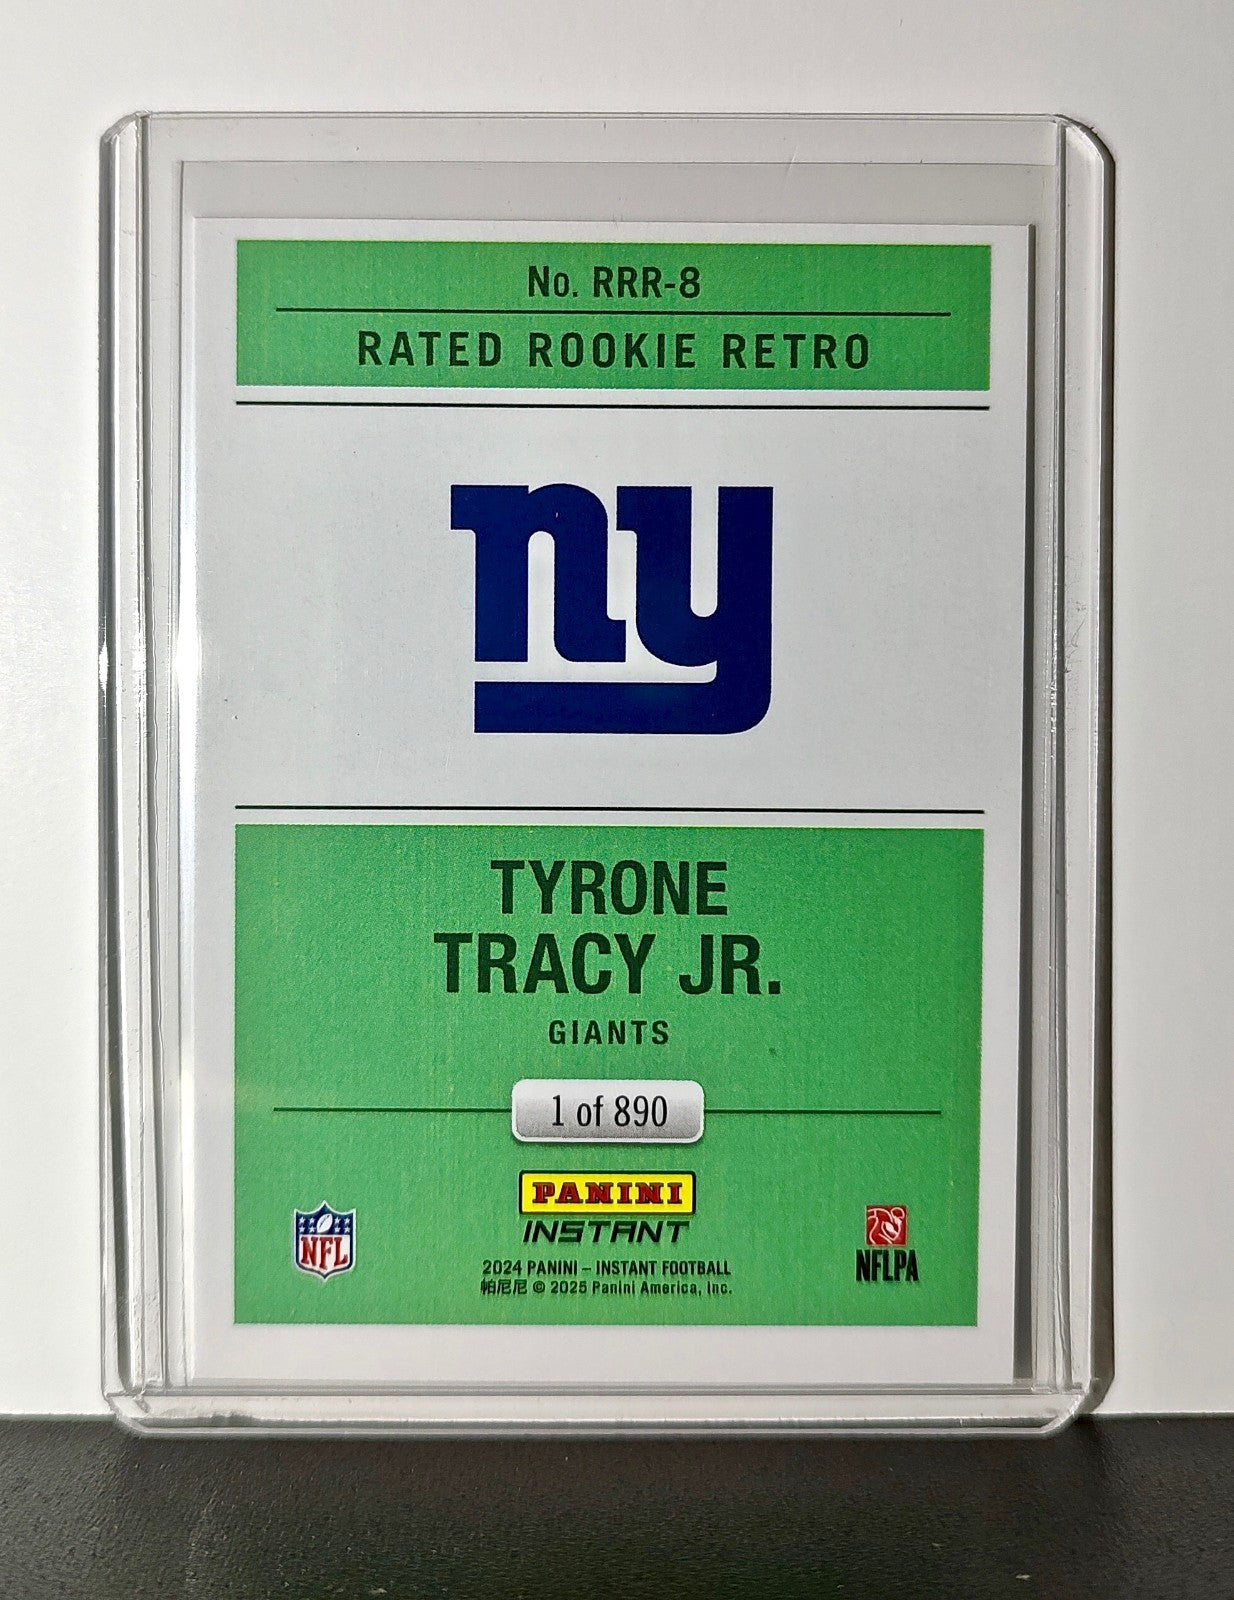 No. RRR-8
RATED ROOKIE RETRO
ny
TYRONE
TRACY JR.
GIANTS
1 of 890
PANINI
INSTANT
NFL
NFLPA
2024 PANINI – INSTANT FOOTBALL
帕尼尼 © 2025 Panini America, Inc.